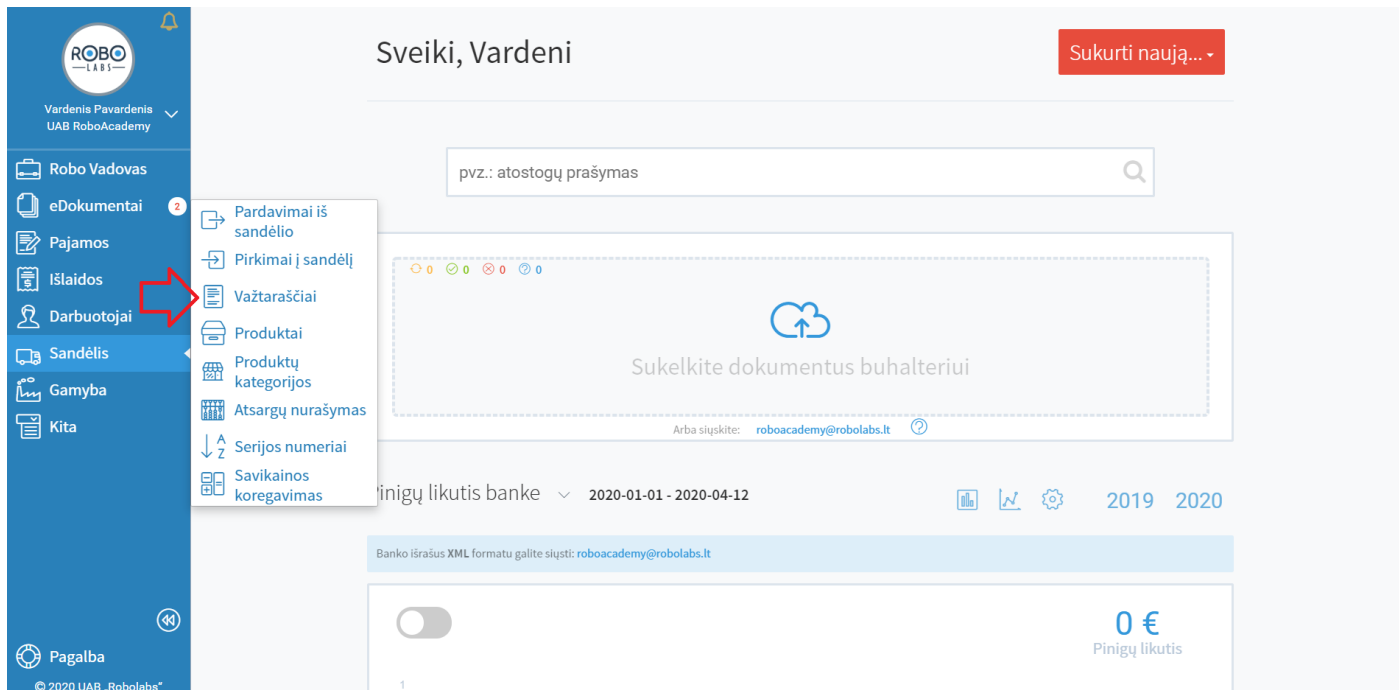 ROBO
LABS
Vardenis Pavardenis
UAB RoboAcademy
Robo Vadovas
eDokumentai 2
Pajamos
Išlaidos
Darbuotojai
Sandėlis
Gamyba
Kita
Pagalba
© 2020 UAB „Robolabs“
Pardavimai iš
sandėlio
Pirkimai į sandėlį
Važtaraščiai
Produktai
Produktų
kategorijos
Atsargų nurašymas
A
Z
Serijos numeriai
Savikainos
koregavimas
Sveiki, Vardeni
Sukurti naują...
pvz.: atostogų prašymas
0 0 0 0
Sukelkite dokumentus buhalteriui
Arba siųskite: roboacademy@robolabs.lt
inigų likutis banke 2020-01-01 - 2020-04-12 2019 2020
Banko išrašus XML formatu galite siųsti: roboacademy@robolabs.lt
0 €
Pinigų likutis
1